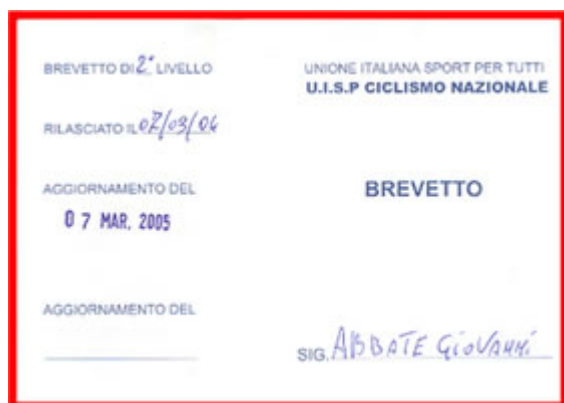 BREVETTO DI 2° LIVELLO
RILASCIATO IL 07/03/04
AGGIORNAMENTO DEL
07 MAR. 2005
AGGIORNAMENTO DEL
UNIONE ITALIANA SPORT PER TUTTI
U.I.S.P CICLISMO NAZIONALE
BREVETTO
SIG. ABBATE GIOVANNI